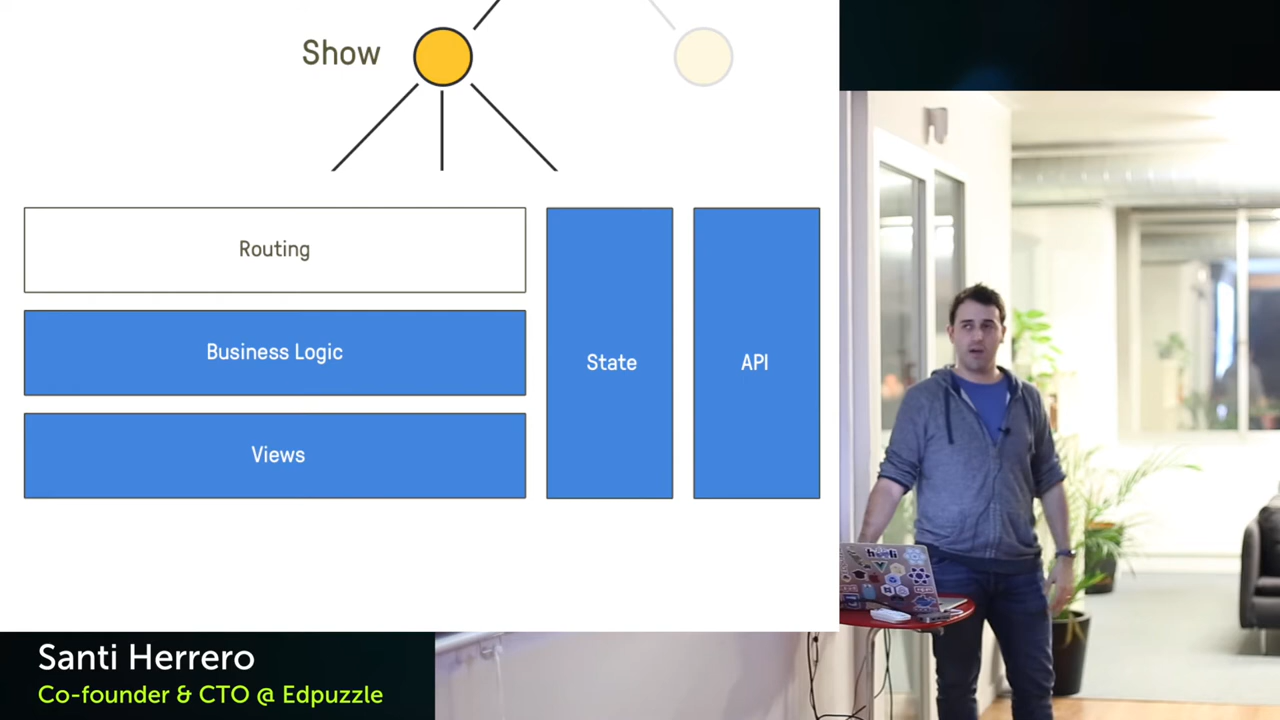 Show
Routing
Business Logic
Views
State
API
Santi Herrero
Co-founder & CTO @ Edpuzzle